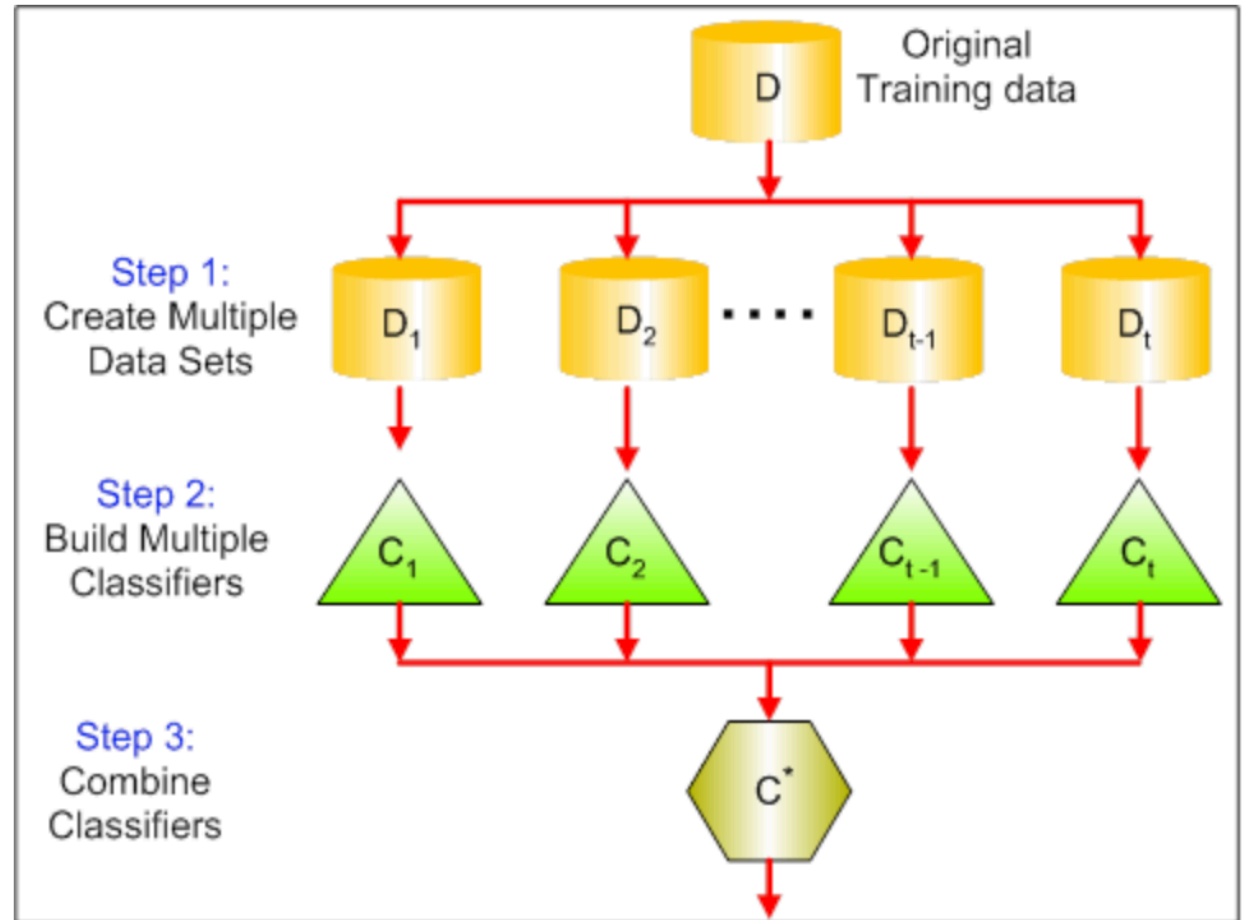 D
Original
Training data
Step 1:
Create Multiple
Data Sets
D₁
D₂
....
Dₜ₋₁
Dₜ
Step 2:
Build Multiple
Classifiers
C₁
C₂
Cₜ ₋₁
Cₜ
Step 3:
Combine
Classifiers
C*